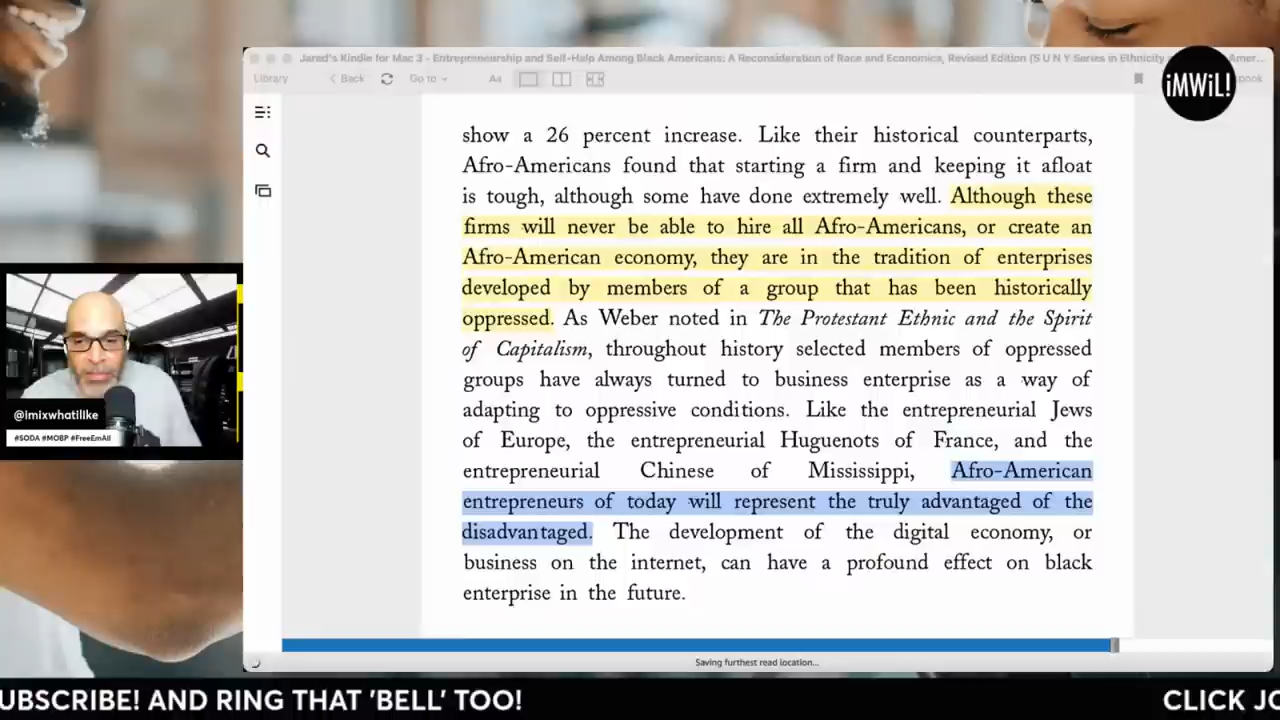 Jared's Kindle for Mac 3 - Entrepreneurship and Self-Help Among Black Americans: A Reconsideration of Race and Economics, Revised Edition (S U N Y Series in Ethnicity
Library
Back
Go to
Aa
iMWiL!
show a 26 percent increase. Like their historical counterparts,
Afro-Americans found that starting a firm and keeping it afloat
is tough, although some have done extremely well. Although these
firms will never be able to hire all Afro-Americans, or create an
Afro-American economy, they are in the tradition of enterprises
developed by members of a group that has been historically
oppressed. As Weber noted in The Protestant Ethnic and the Spirit
of Capitalism, throughout history selected members of oppressed
groups have always turned to business enterprise as a way of
adapting to oppressive conditions. Like the entrepreneurial Jews
of Europe, the entrepreneurial Huguenots of France, and the
entrepreneurial Chinese of Mississippi, Afro-American
entrepreneurs of today will represent the truly advantaged of the
disadvantaged. The development of the digital economy, or
business on the internet, can have a profound effect on black
enterprise in the future.
@imixwhatilike
#SODA #MOBP #FreeEmAll
Saving furthest read location...
UBSCRIBE! AND RING THAT 'BELL' TOO!
CLICK JO